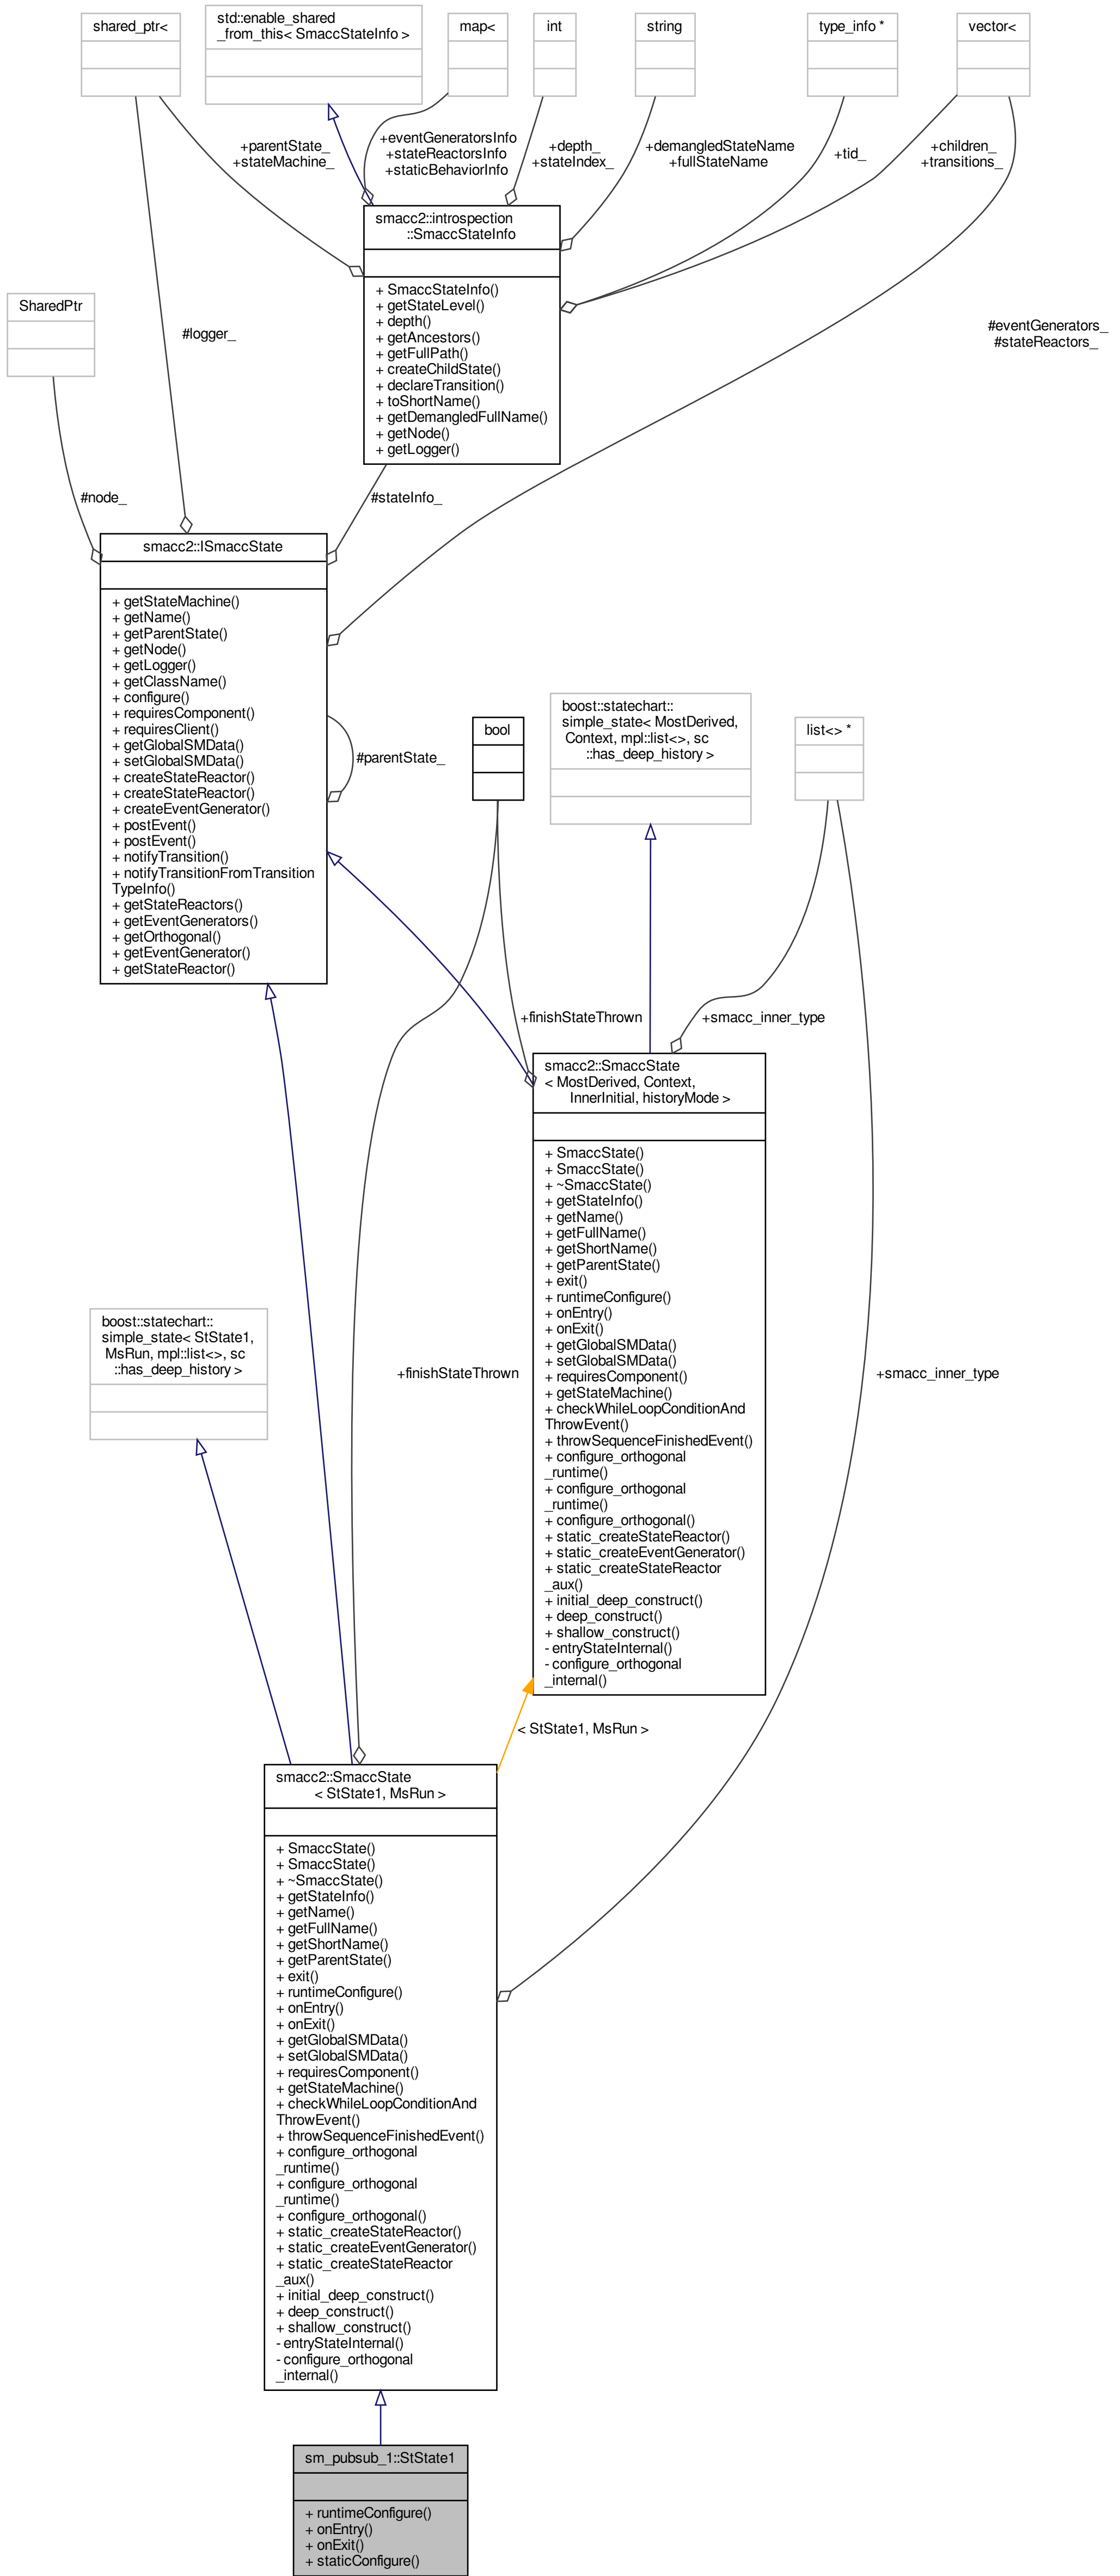 shared_ptr<
std::enable_shared
_from_this< SmaccStateInfo >
map<
int
string
type_info *
vector<
+parentState_
+stateMachine_
+eventGeneratorsInfo
+stateReactorsInfo
+staticBehaviorInfo
+depth_
+stateIndex_
+demangledStateName
+fullStateName
+tid_
+children_
+transitions_
smacc2::introspection
::SmaccStateInfo
+ SmaccStateInfo()
+ getStateLevel()
+ depth()
+ getAncestors()
+ getFullPath()
+ createChildState()
+ declareTransition()
+ toShortName()
+ getDemangledFullName()
+ getNode()
+ getLogger()
SharedPtr
#logger_
#eventGenerators_
#stateReactors_
#node_
#stateInfo_
smacc2::ISmaccState
+ getStateMachine()
+ getName()
+ getParentState()
+ getNode()
+ getLogger()
+ getClassName()
+ configure()
+ requiresComponent()
+ requiresClient()
+ getGlobalSMData()
+ setGlobalSMData()
+ createStateReactor()
+ createStateReactor()
+ createEventGenerator()
+ postEvent()
+ postEvent()
+ notifyTransition()
+ notifyTransitionFromTransition
TypeInfo()
+ getStateReactors()
+ getEventGenerators()
+ getOrthogonal()
+ getEventGenerator()
+ getStateReactor()
#parentState_
bool
boost::statechart::
simple_state< MostDerived,
Context, mpl::list<>, sc
::has_deep_history >
list<> *
+finishStateThrown
+smacc_inner_type
smacc2::SmaccState
< MostDerived, Context,
InnerInitial, historyMode >
+ SmaccState()
+ SmaccState()
+ ~SmaccState()
+ getStateInfo()
+ getName()
+ getFullName()
+ getShortName()
+ getParentState()
+ exit()
+ runtimeConfigure()
+ onEntry()
+ onExit()
+ getGlobalSMData()
+ setGlobalSMData()
+ requiresComponent()
+ getStateMachine()
+ checkWhileLoopConditionAnd
ThrowEvent()
+ throwSequenceFinishedEvent()
+ configure_orthogonal
_runtime()
+ configure_orthogonal
_runtime()
+ configure_orthogonal()
+ static_createStateReactor()
+ static_createEventGenerator()
+ static_createStateReactor
_aux()
+ initial_deep_construct()
+ deep_construct()
+ shallow_construct()
- entryStateInternal()
- configure_orthogonal
_internal()
boost::statechart::
simple_state< StState1,
MsRun, mpl::list<>, sc
::has_deep_history >
+finishStateThrown
+smacc_inner_type
< StState1, MsRun >
smacc2::SmaccState
< StState1, MsRun >
+ SmaccState()
+ SmaccState()
+ ~SmaccState()
+ getStateInfo()
+ getName()
+ getFullName()
+ getShortName()
+ getParentState()
+ exit()
+ runtimeConfigure()
+ onEntry()
+ onExit()
+ getGlobalSMData()
+ setGlobalSMData()
+ requiresComponent()
+ getStateMachine()
+ checkWhileLoopConditionAnd
ThrowEvent()
+ throwSequenceFinishedEvent()
+ configure_orthogonal
_runtime()
+ configure_orthogonal
_runtime()
+ configure_orthogonal()
+ static_createStateReactor()
+ static_createEventGenerator()
+ static_createStateReactor
_aux()
+ initial_deep_construct()
+ deep_construct()
+ shallow_construct()
- entryStateInternal()
- configure_orthogonal
_internal()
sm_pubsub_1::StState1
+ runtimeConfigure()
+ onEntry()
+ onExit()
+ staticConfigure()